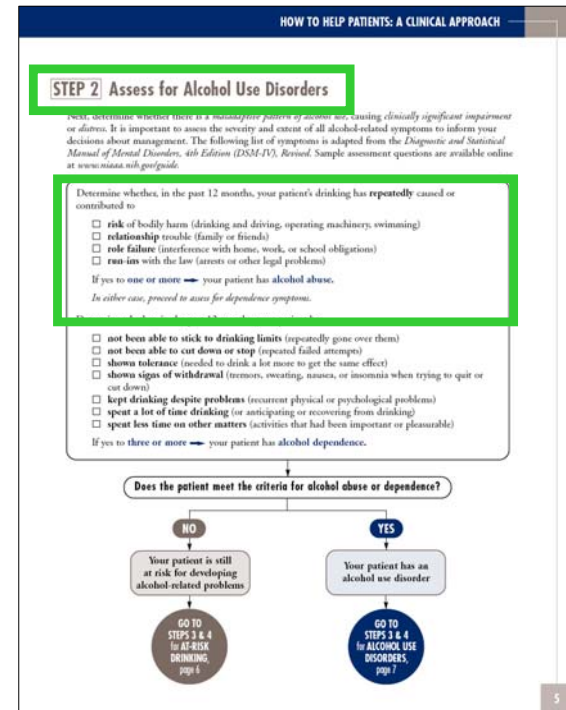 HOW TO HELP PATIENTS: A CLINICAL APPROACH
STEP 2 Assess for Alcohol Use Disorders
Next, determine whether there is a maladaptive pattern of alcohol use, causing clinically significant impairment
or distress. It is important to assess the severity and extent of all alcohol-related symptoms to inform your
decisions about management. The following list of symptoms is adapted from the Diagnostic and Statistical
Manual of Mental Disorders, 4th Edition (DSM-IV), Revised. Sample assessment questions are available online
at www.niaaa.nih.gov/guide.
Determine whether, in the past 12 months, your patient's drinking has repeatedly caused or
contributed to
☐ risk of bodily harm (drinking and driving, operating machinery, swimming)
☐ relationship trouble (family or friends)
☐ role failure (interference with home, work, or school obligations)
☐ run-ins with the law (arrests or other legal problems)
If yes to one or more → your patient has alcohol abuse.
In either case, proceed to assess for dependence symptoms.
☐ not been able to stick to drinking limits (repeatedly gone over them)
☐ not been able to cut down or stop (repeated failed attempts)
☐ shown tolerance (needed to drink a lot more to get the same effect)
☐ shown signs of withdrawal (tremors, sweating, nausea, or insomnia when trying to quit or
cut down)
☐ kept drinking despite problems (recurrent physical or psychological problems)
☐ spent a lot of time drinking (or anticipating or recovering from drinking)
☐ spent less time on other matters (activities that had been important or pleasurable)
If yes to three or more → your patient has alcohol dependence.
Does the patient meet the criteria for alcohol abuse or dependence?
NO
YES
Your patient is still
at risk for developing
alcohol-related problems
Your patient has an
alcohol use disorder
GO TO
STEPS 3 & 4
for AT-RISK
DRINKING,
page 6
GO TO
STEPS 3 & 4
for ALCOHOL USE
DISORDERS,
page 7
5